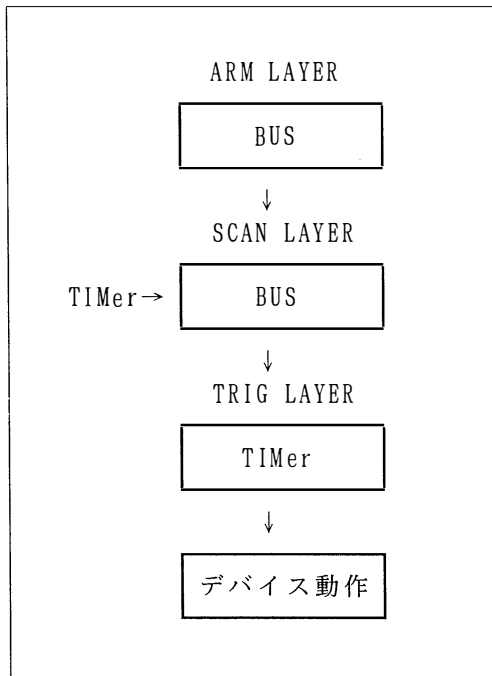 ARM LAYER
BUS
↓
SCAN LAYER
TIMer→ BUS
↓
TRIG LAYER
TIMer
↓
デバイス動作